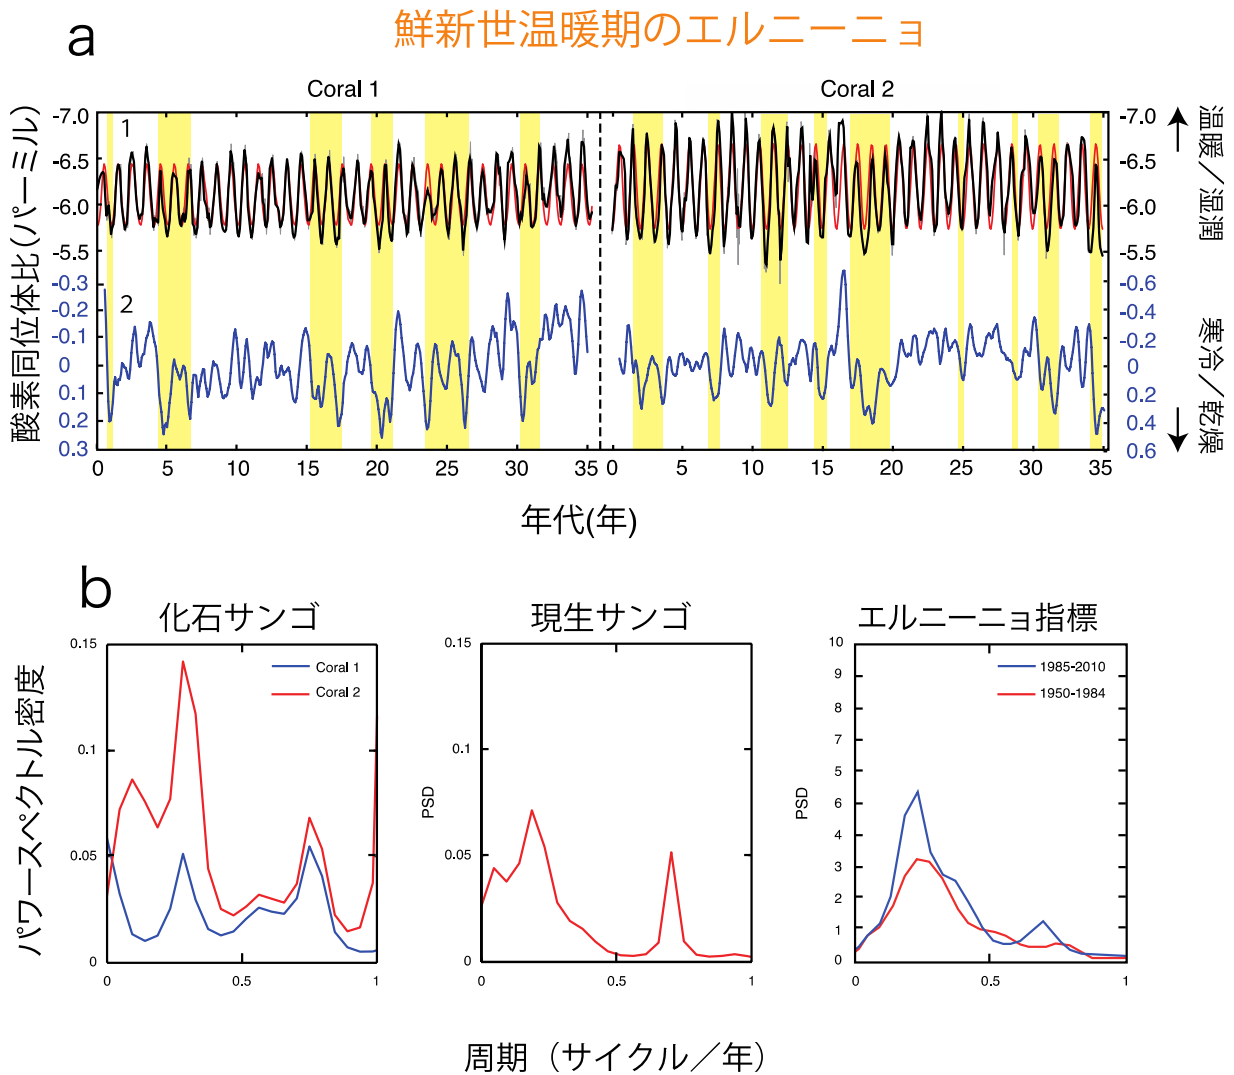 鮮新世温暖期のエルニーニョ
a
Coral 1
Coral 2
酸素同位体比(パーミル)
-7.0
-6.5
-6.0
-5.5
-0.3
-0.2
-0.1
0
0.1
0.2
0.3
1
2
-7.0
-6.5
-6.0
-5.5
-0.6
-0.4
-0.2
0
0.2
0.4
0.6
温暖／湿潤
寒冷／乾燥
0 5 10 15 20 25 30 35 0 5 10 15 20 25 30 35
年代(年)
b
化石サンゴ
現生サンゴ
エルニーニョ指標
パワースペクトル密度
0.15
0.1
0.05
0
Coral 1
Coral 2
0 0.5 1
PSD
0.15
0.1
0.05
0
0 0.5 1
PSD
10
9
8
7
5
6
4
3
2
1
0
1985-2010
1950-1984
0 0.5 1
周期（サイクル／年）